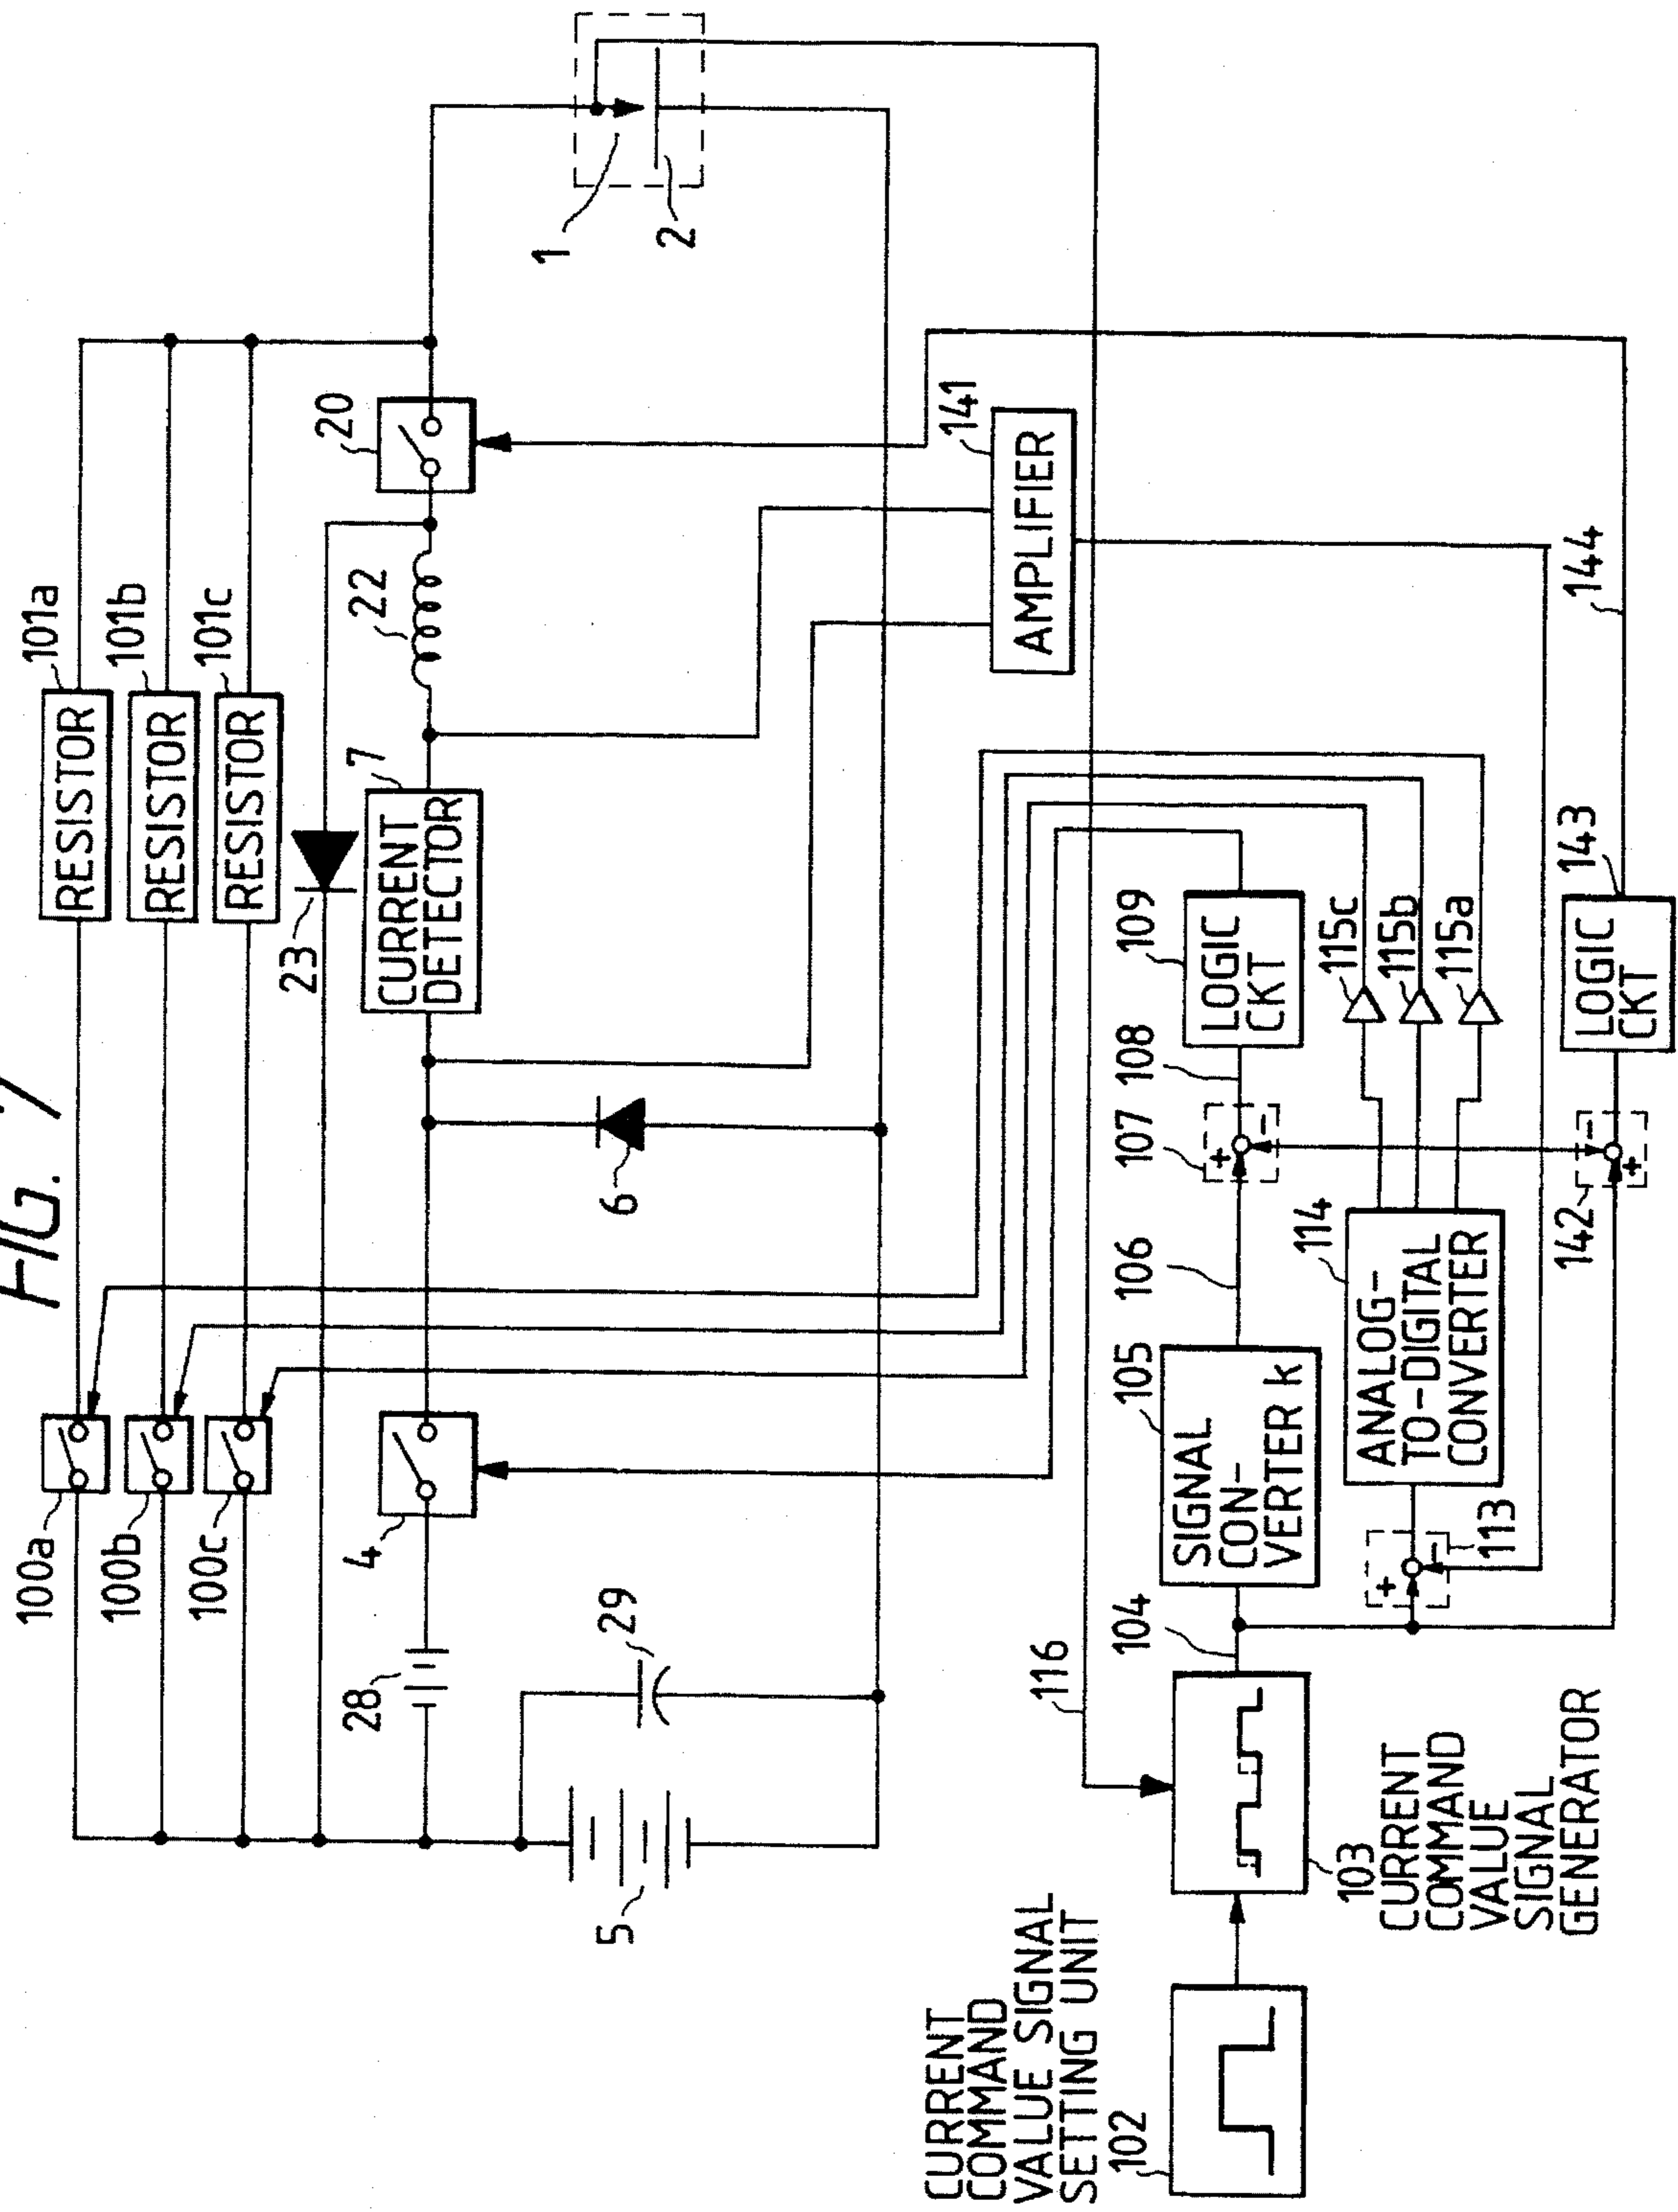 FIG. 7
100a
100b
100c
101a
101b
101c
RESISTOR
RESISTOR
RESISTOR
23
22
20
4
28
5
29
6
7
CURRENT
DETECTOR
1
2
141
AMPLIFIER
116
102
CURRENT
COMMAND
VALUE SIGNAL
SETTING UNIT
103
CURRENT
COMMAND
VALUE
SIGNAL
GENERATOR
104
105
SIGNAL
CON-
VERTER k
106
107
+
-
108
109
LOGIC
CKT
113
+
-
114
ANALOG-
TO-DIGITAL
CONVERTER
115c
115b
115a
142
+
-
143
LOGIC
CKT
144